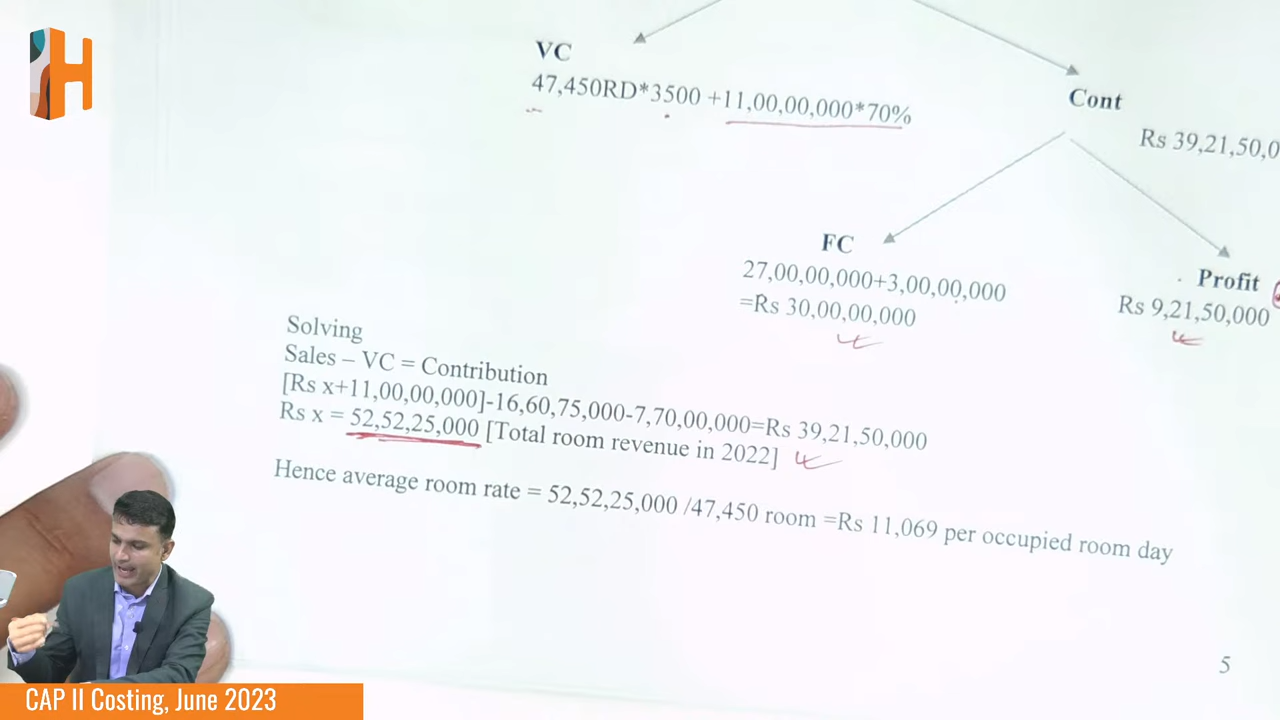 H
VC
47,450RD*3500 +11,00,00,000*70%
Cont
Rs 39,21,50,0
FC
27,00,00,000+3,00,00,000
=Rs 30,00,00,000
Profit
Rs 9,21,50,000
Solving
Sales – VC = Contribution
[Rs x+11,00,00,000]-16,60,75,000-7,70,00,000=Rs 39,21,50,000
Rs x = 52,52,25,000 [Total room revenue in 2022]
Hence average room rate = 52,52,25,000 /47,450 room =Rs 11,069 per occupied room day
5
CAP II Costing, June 2023